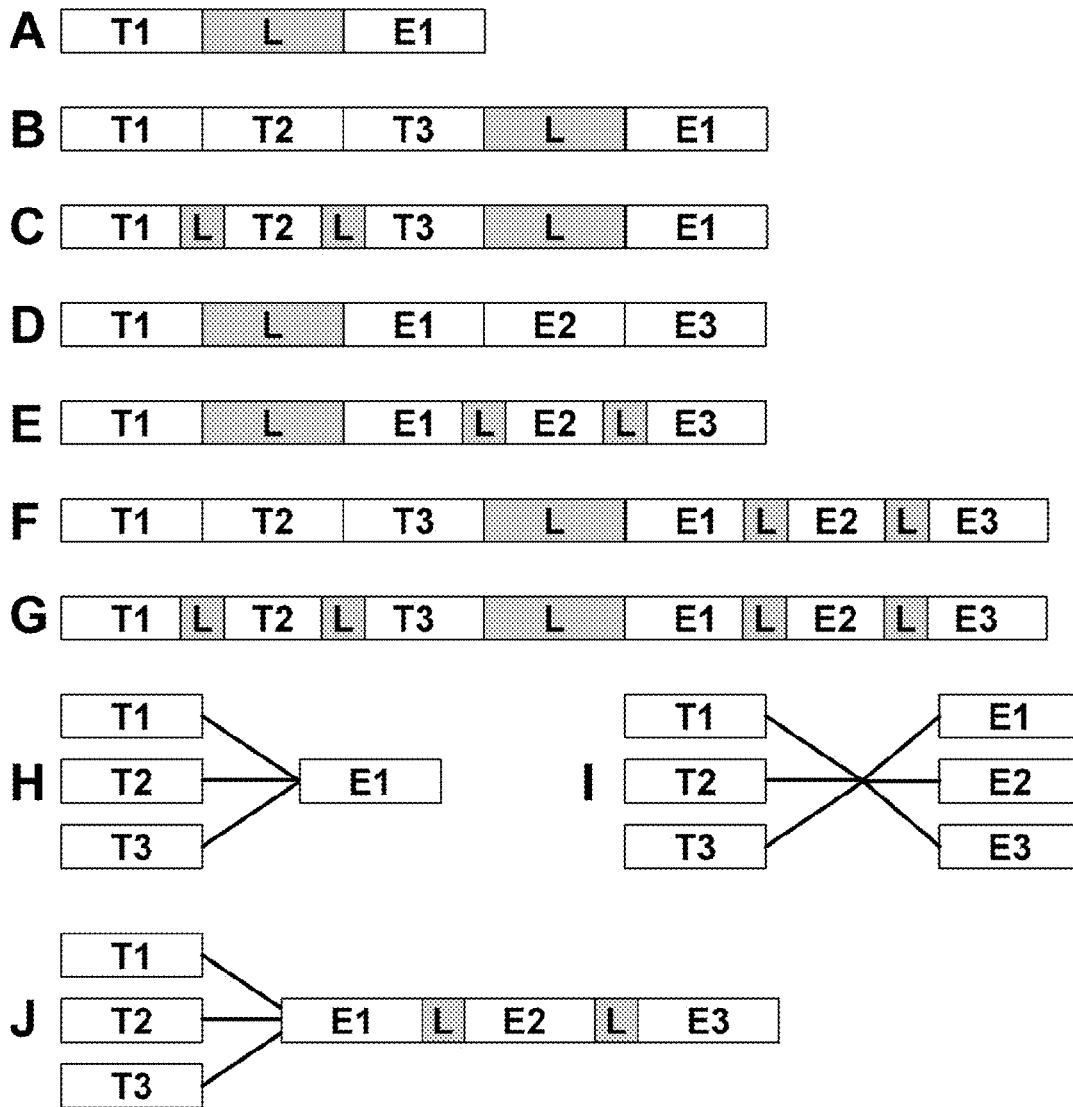 A T1 L E1
B T1 T2 T3 L E1
C T1 L T2 L T3 L E1
D T1 L E1 E2 E3
E T1 L E1 L E2 L E3
F T1 T2 T3 L E1 L E2 L E3
G T1 L T2 L T3 L E1 L E2 L E3
H T1 T2 T3 E1
I T1 T2 T3 E1 E2 E3
J T1 T2 T3 E1 L E2 L E3